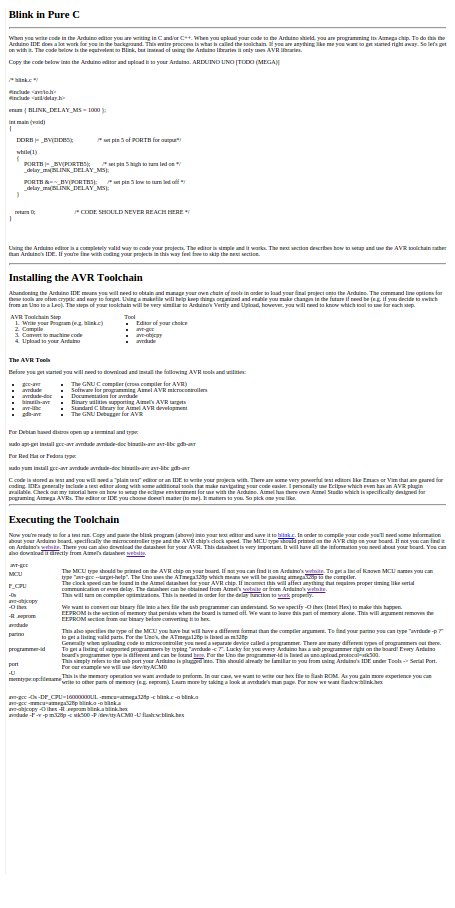 Blink in Pure C
When you write code in the Arduino editor you are writing in C and/or C++. When you upload your code to the Arduino shield, you are programming its Atmega chip. To do this the
Arduino IDE does a lot work for you in the background. This entire proccess is what is called the toolchain. If you are anything like me you want to get started right away. So let's get
on with it. The code below is the equivelent to Blink, but instead of using the Arduino libraries it only uses AVR libraries.
Copy the code below into the Arduino editor and upload it to your Arduino. ARDUINO UNO [TODO (MEGA)]
/* blink.c */
#include <avr/io.h>
#include <util/delay.h>
enum { BLINK_DELAY_MS = 1000 };
int main (void)
{
DDRB |= _BV(DDB5); /* set pin 5 of PORTB for output*/
while(1)
{
PORTB |= _BV(PORTB5); /* set pin 5 high to turn led on */
_delay_ms(BLINK_DELAY_MS);
PORTB &= ~_BV(PORTB5); /* set pin 5 low to turn led off */
_delay_ms(BLINK_DELAY_MS);
}
return 0; /* CODE SHOULD NEVER REACH HERE */
}
Using the Arduino editor is a completely valid way to code your projects. The editor is simple and it works. The next section describes how to setup and use the AVR toolchain rather
than Arduino's IDE. If you're fine with coding your projects in this way feel free to skip the next section.
Installing the AVR Toolchain
Abandoning the Arduino IDE means you will need to obtain and manage your own chain of tools in order to load your final project onto the Arduino. The command line options for
these tools are often cryptic and easy to forget. Using a makefile will help keep things organized and enable you make changes in the future if need be (e.g. if you decide to switch
from an Uno to a Leo). The steps of your toolchain will be very similar to Arduino's Verify and Upload, however, you will need to know which tool to use for each step.
AVR Toolchain Step Tool
1. Write your Program (e.g. blink.c) Editor of your choice
2. Compile avr-gcc
3. Convert to machine code avr-objcpy
4. Upload to your Arduino avrdude
The AVR Tools
Before you get started you will need to download and install the following AVR tools and utilities:
gcc-avr The GNU C compiler (cross compiler for AVR)
avrdude Software for programming Atmel AVR microcontrollers
avrdude-doc Documentation for avrdude
binutils-avr Binary utilities supporting Atmel's AVR targets
avr-libc Standard C library for Atmel AVR development
gdb-avr The GNU Debugger for AVR
For Debian based distros open up a terminal and type:
sudo apt-get install gcc-avr avrdude avrdude-doc binutils-avr avr-libc gdb-avr
For Red Hat or Fedora type:
sudo yum install gcc-avr avrdude avrdude-doc binutils-avr avr-libc gdb-avr
C code is stored as text and you will need a "plain text" editor or an IDE to write your projects with. There are some very powerful text editors like Emacs or Vim that are geared for
coding. IDEs generally include a text editor along with some additional tools that make navigating your code easier. I personally use Eclipse which even has an AVR plugin
available. Check out my tutorial here on how to setup the eclipse enviornment for use with the Arduino. Atmel has there own Atmel Studio which is specifically designed for
programing Atmega AVRs. The editor or IDE you choose doesn't matter (to me). It matters to you. So pick one you like.
Executing the Toolchain
Now you're ready to for a test run. Copy and paste the blink program (above) into your text editor and save it to blink.c. In order to compile your code you'll need some information
about your Arduino board, specifically the microcontroller type and the AVR chip's clock speed. The MCU type should printed on the AVR chip on your board. If not you can find it
on Arduino's website. There you can also download the datasheet for your AVR. This datasheet is very important. It will have all the information you need about your board. You can
also download it directly from Atmel's datasheet website.
avr-gcc
MCU The MCU type should be printed on the AVR chip on your board. If not you can find it on Arduino's website. To get a list of Known MCU names you can
type "avr-gcc --target-help". The Uno uses the ATmega328p which means we will be passing atmega328p to the compiler.
F_CPU The clock speed can be found in the Atmel datasheet for your AVR chip. If incorrect this will affect anything that requires proper timing like serial
communication or even delay. The datasheet can be obtained from Atmel's website or from Arduino's website.
-0s This will turn on compiler optimizations. This is needed in order for the delay function to work properly.
avr-objcopy
-O ihex We want to convert our binary file into a hex file the usb programmer can understand. So we specify -O ihex (Intel Hex) to make this happen.
-R .eeprom EEPROM is the section of memory that persists when the board is turned off. We want to leave this part of memory alone. This will argument removes the
EEPROM section from our binary before converting it to hex.
avrdude
partno This also specifies the type of the MCU you have but will have a different format than the compiler argument. To find your partno you can type "avrdude -p ?"
to get a listing valid parts. For the Uno's, the ATmega328p is listed as m328p
programmer-id Generally when uploading code to microcontroller you need a separate device called a programmer. There are many different types of programmers out there.
To get a listing of supported programmers by typing "avrdude -c ?". Lucky for you every Arduino has a usb programmer right on the board! Every Arduino
board's programmer type is different and can be found here. For the Uno the programmer-id is listed as uno.upload.protocol=stk500.
port This simply refers to the usb port your Arduino is plugged into. This should already be familiar to you from using Arduino's IDE under Tools -> Serial Port.
For our example we will use /dev/ttyACM0
-U
memtype:op:filename This is the memory operation we want avrdude to preform. In our case, we want to write our hex file to flash ROM. As you gain more experience you can
write to other parts of memory (e.g. eeprom). Learn more by taking a look at avrdude's man page. For now we want flash:w:blink.hex
avr-gcc -Os -DF_CPU=16000000UL -mmcu=atmega328p -c blink.c -o blink.o
avr-gcc -mmcu=atmega328p blink.o -o blink.a
avr-objcopy -O ihex -R .eeprom blink.a blink.hex
avrdude -F -v -p m328p -c stk500 -P /dev/ttyACM0 -U flash:w:blink.hex